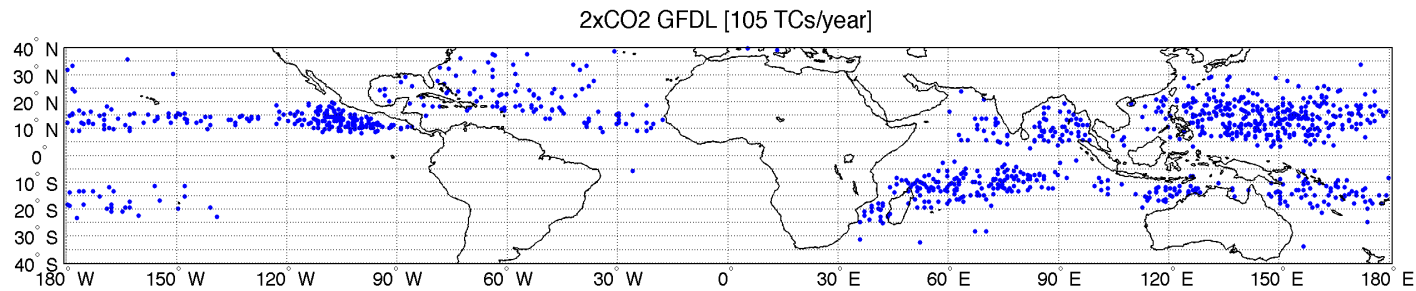 2xCO2 GFDL [105 TCs/year]
40° N
30° N
20° N
10° N
0°
10° S
20° S
30° S
40° S
180° W 150° W 120° W 90° W 60° W 30° W 0° 30° E 60° E 90° E 120° E 150° E 180° E